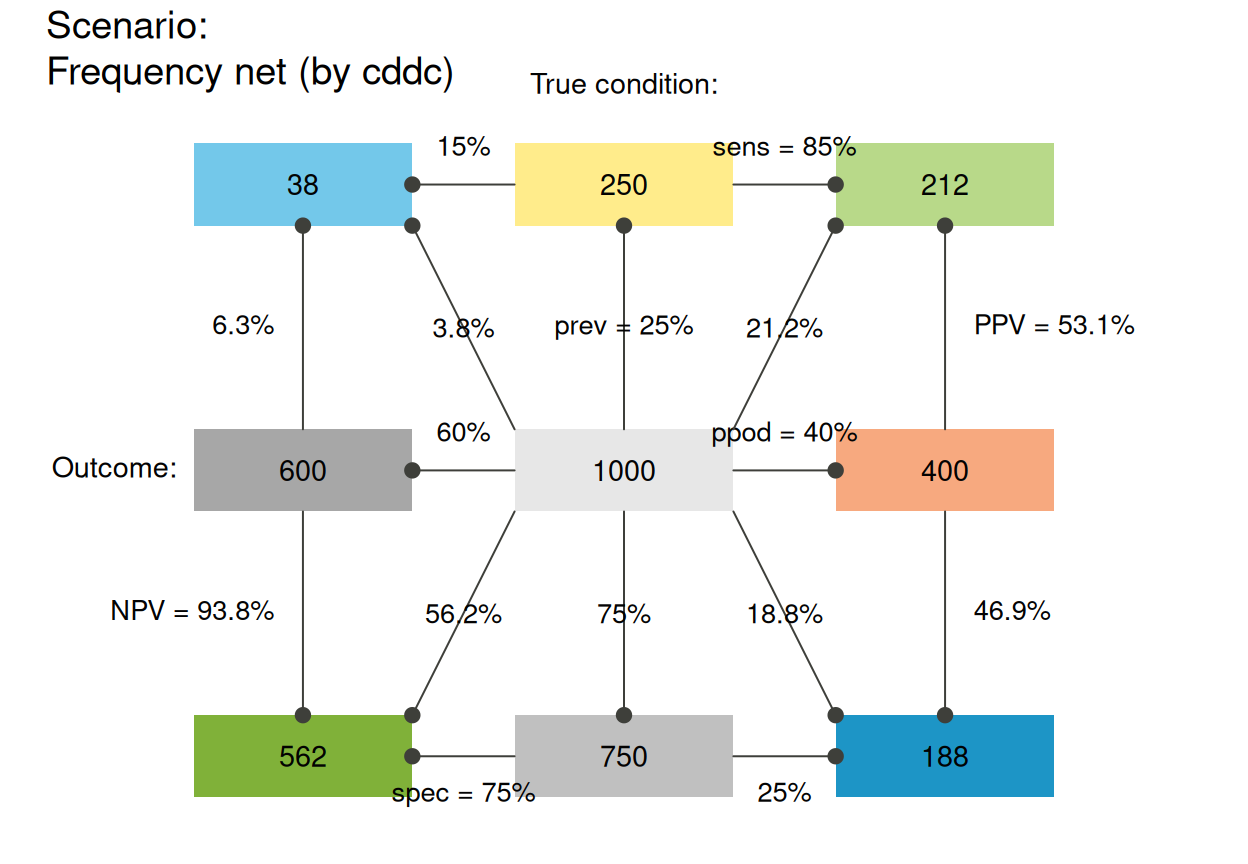 Scenario:
Frequency net (by cddc)
True condition:
15%
sens = 85%
38
250
212
6.3%
3.8%
prev = 25%
21.2%
PPV = 53.1%
60%
ppod = 40%
Outcome:
600
1000
400
NPV = 93.8%
56.2%
75%
18.8%
46.9%
562
750
188
spec = 75%
25%